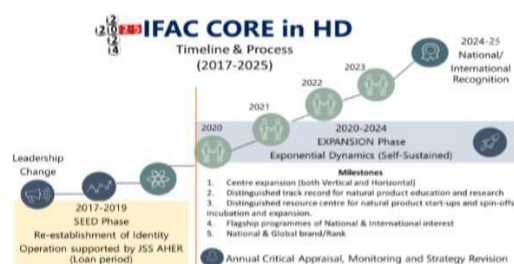 IFAC CORE in HD
Timeline & Process
(2017-2025)
2024-25
National/
International
Recognition
2023
2022
2021
2020
2020-2024
EXPANSION Phase
Exponential Dynamics (Self-Sustained)
Leadership
Change
2017-2019
SEED Phase
Re-establishment of Identity
Operation supported by JSS AHER
(Loan period)
Milestones
1. Centre expansion (both Vertical and Horizontal)
2. Distinguished track record for natural product education and research
3. Distinguished resource centre for natural product start-ups and spin-offs
incubation and expansion.
4. Flagship programmes of National & International interest
5. National & Global brand/Rank
Annual Critical Appraisal, Monitoring and Strategy Revision